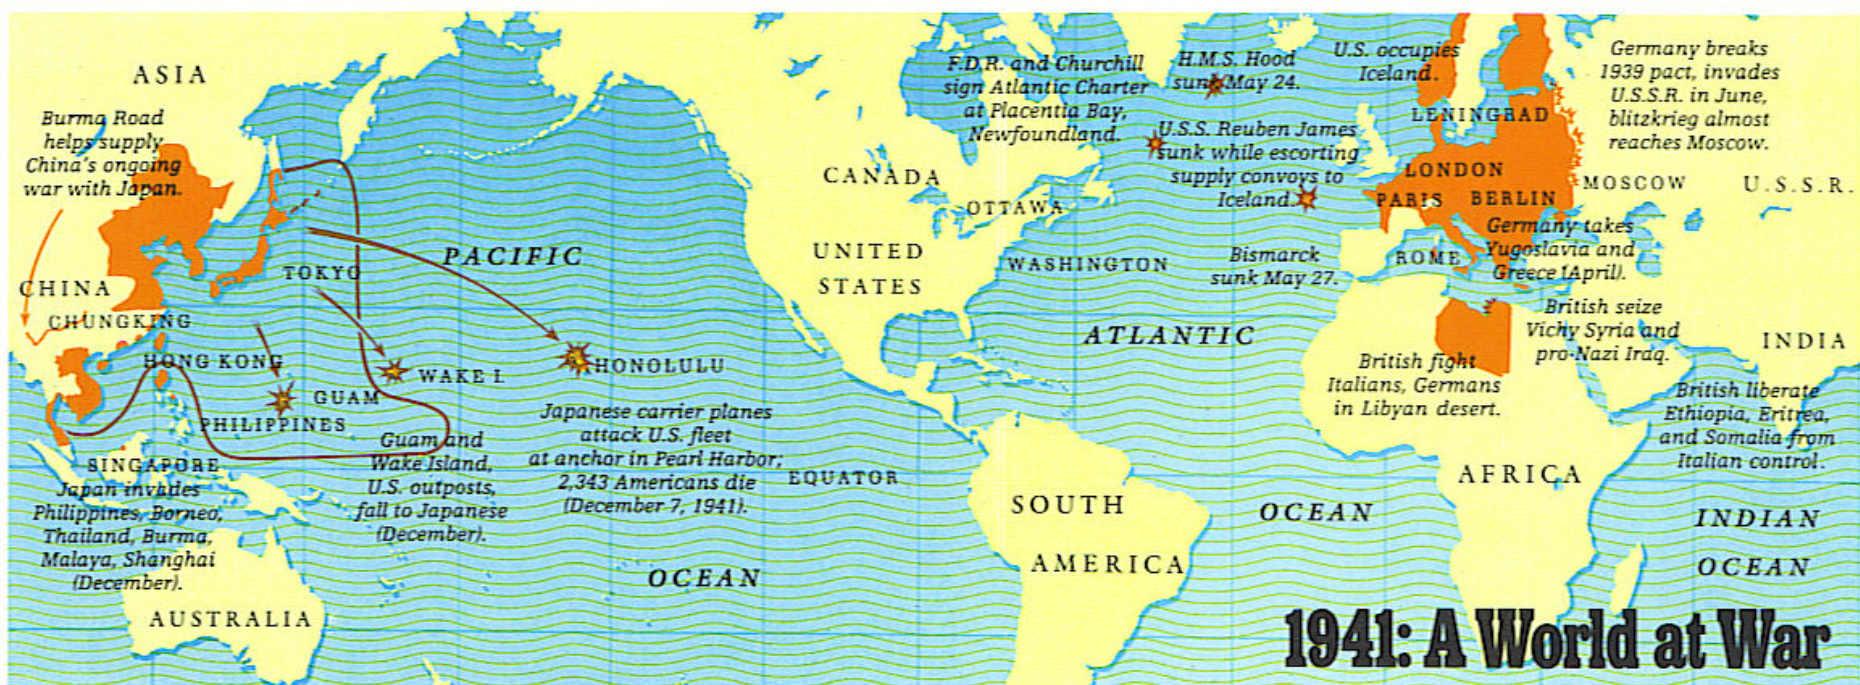 ASIA
Burma Road
helps supply
China's ongoing
war with Japan.
CHINA
CHUNGKING
HONG KONG
TOKYO
PACIFIC
WAKE I.
HONOLULU
GUAM
PHILIPPINES
SINGAPORE
Japan invades
Philippines, Borneo,
Thailand, Burma,
Malaya, Shanghai
(December).
Guam and
Wake Island,
U.S. outposts,
fall to Japanese
(December).
Japanese carrier planes
attack U.S. fleet
at anchor in Pearl Harbor;
2,343 Americans die
(December 7, 1941).
EQUATOR
OCEAN
AUSTRALIA
CANADA
OTTAWA
UNITED
STATES
WASHINGTON
F.D.R. and Churchill
sign Atlantic Charter
at Placentia Bay,
Newfoundland.
H.M.S. Hood
sunk May 24.
U.S. occupies
Iceland.
U.S.S. Reuben James
sunk while escorting
supply convoys to
Iceland.
Bismarck
sunk May 27.
ATLANTIC
OCEAN
SOUTH
AMERICA
Germany breaks
1939 pact, invades
U.S.S.R. in June,
blitzkrieg almost
reaches Moscow.
LENINGRAD
LONDON
PARIS
BERLIN
MOSCOW
U.S.S.R.
ROME
Germany takes
Yugoslavia and
Greece (April).
British seize
Vichy Syria and
pro-Nazi Iraq.
British fight
Italians, Germans
in Libyan desert.
INDIA
British liberate
Ethiopia, Eritrea,
and Somalia from
Italian control.
AFRICA
INDIAN
OCEAN
1941: A World at War